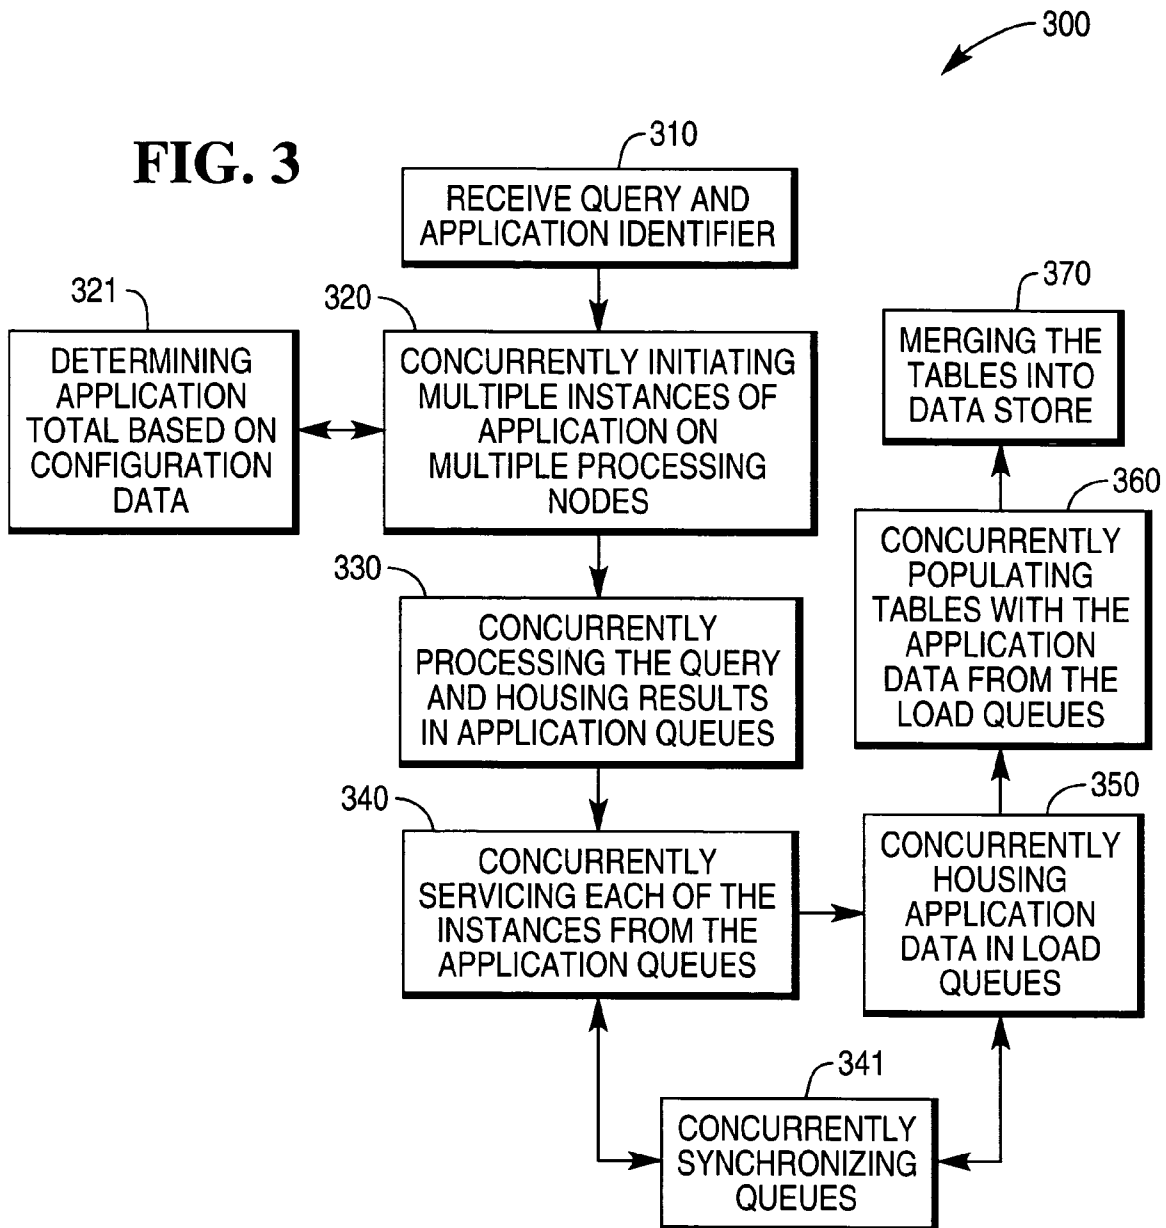 300
FIG. 3
310
RECEIVE QUERY AND
APPLICATION IDENTIFIER
321
DETERMINING
APPLICATION
TOTAL BASED ON
CONFIGURATION
DATA
320
CONCURRENTLY INITIATING
MULTIPLE INSTANCES OF
APPLICATION ON
MULTIPLE PROCESSING
NODES
330
CONCURRENTLY
PROCESSING THE QUERY
AND HOUSING RESULTS
IN APPLICATION QUEUES
340
CONCURRENTLY
SERVICING EACH OF THE
INSTANCES FROM THE
APPLICATION QUEUES
341
CONCURRENTLY
SYNCHRONIZING
QUEUES
350
CONCURRENTLY
HOUSING
APPLICATION
DATA IN LOAD
QUEUES
360
CONCURRENTLY
POPULATING
TABLES WITH THE
APPLICATION
DATA FROM THE
LOAD QUEUES
370
MERGING THE
TABLES INTO
DATA STORE